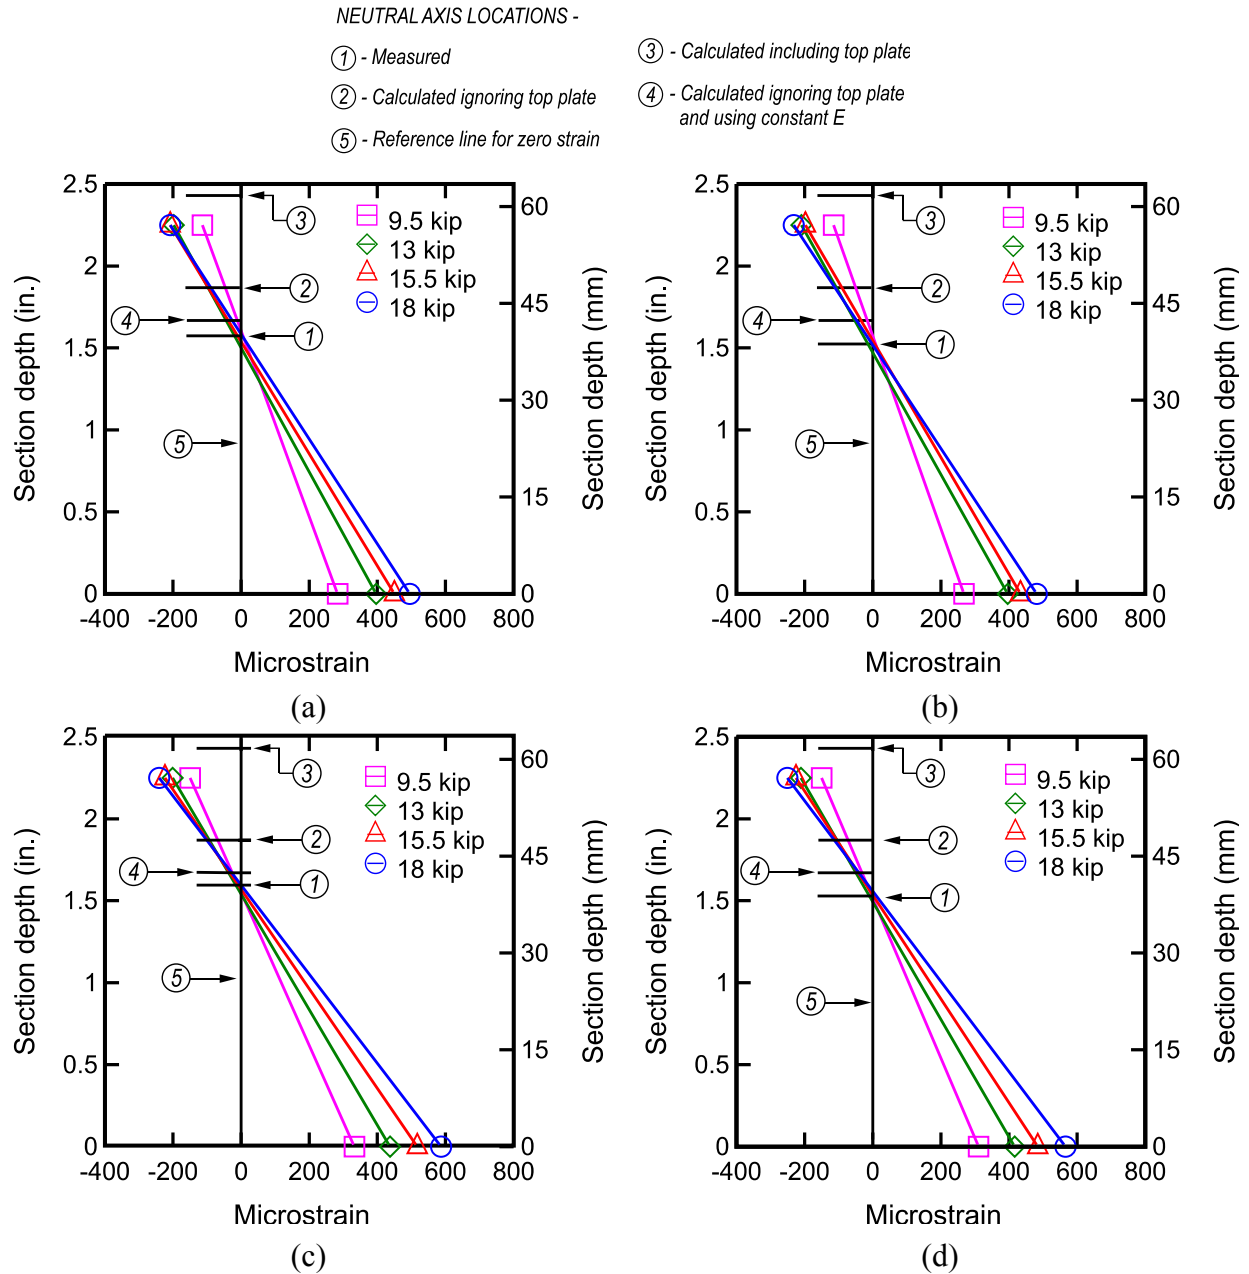 NEUTRAL AXIS LOCATIONS -
1 - Measured
3 - Calculated including top plate
2 - Calculated ignoring top plate
4 - Calculated ignoring top plate
and using constant E
5 - Reference line for zero strain
2.5
2
1.5
1
0.5
0
Section depth (in.)
60
45
30
15
0
Section depth (mm)
3
2
4
1
5
9.5 kip
13 kip
15.5 kip
18 kip
-400 -200 0 200 400 600 800
Microstrain
(a)
2.5
2
1.5
1
0.5
0
Section depth (in.)
60
45
30
15
0
Section depth (mm)
3
2
4
1
5
9.5 kip
13 kip
15.5 kip
18 kip
-400 -200 0 200 400 600 800
Microstrain
(b)
2.5
2
1.5
1
0.5
0
Section depth (in.)
60
45
30
15
0
Section depth (mm)
3
2
4
1
5
9.5 kip
13 kip
15.5 kip
18 kip
-400 -200 0 200 400 600 800
Microstrain
(c)
2.5
2
1.5
1
0.5
0
Section depth (in.)
60
45
30
15
0
Section depth (mm)
3
2
4
1
5
9.5 kip
13 kip
15.5 kip
18 kip
-400 -200 0 200 400 600 800
Microstrain
(d)